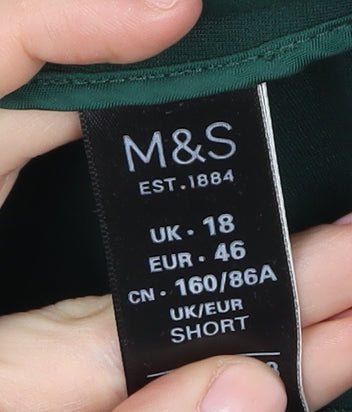 M&S
EST•1884
UK • 18
EUR • 46
CN • 160/86A
UK/EUR
SHORT